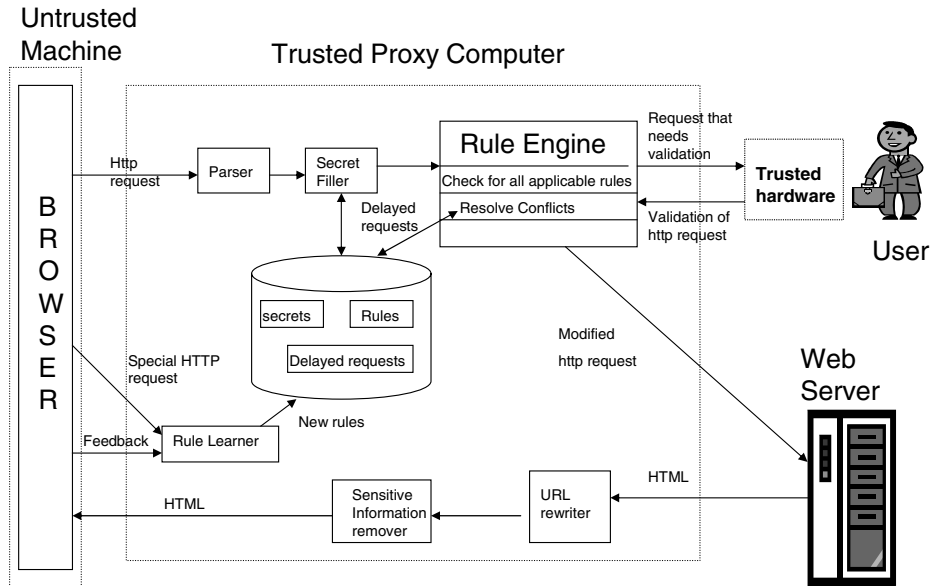 Untrusted
Machine
Trusted Proxy Computer
BROWSER
Http
request
Parser
Secret
Filler
Rule Engine
Check for all applicable rules
Resolve Conflicts
Request that
needs
validation
Trusted
hardware
Validation of
http request
User
Delayed
requests
secrets
Rules
Delayed requests
Special HTTP
request
Feedback
Rule Learner
New rules
Modified
http request
Web
Server
HTML
URL
rewriter
Sensitive
Information
remover
HTML